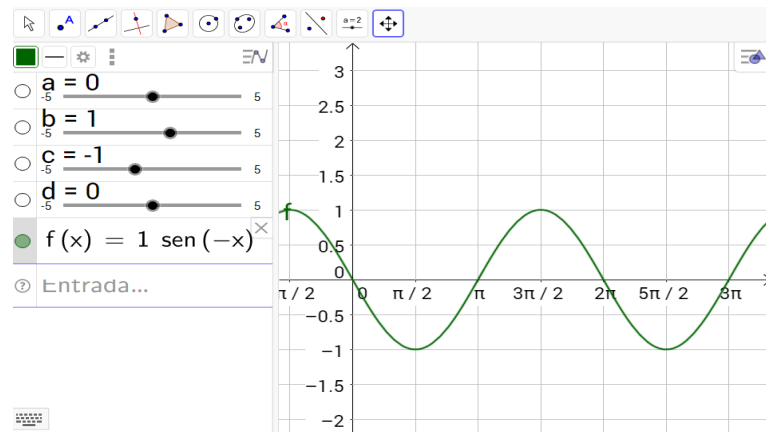 A
α
a=2
a = 0
-5 5
b = 1
-5 5
c = -1
-5 5
d = 0
-5 5
f (x) = 1 sen (−x)
Entrada...
f
3
2.5
2
1.5
1
0.5
0
−0.5
−1
−1.5
−2
π / 2 0 π / 2 π 3π / 2 2π 5π / 2 3π